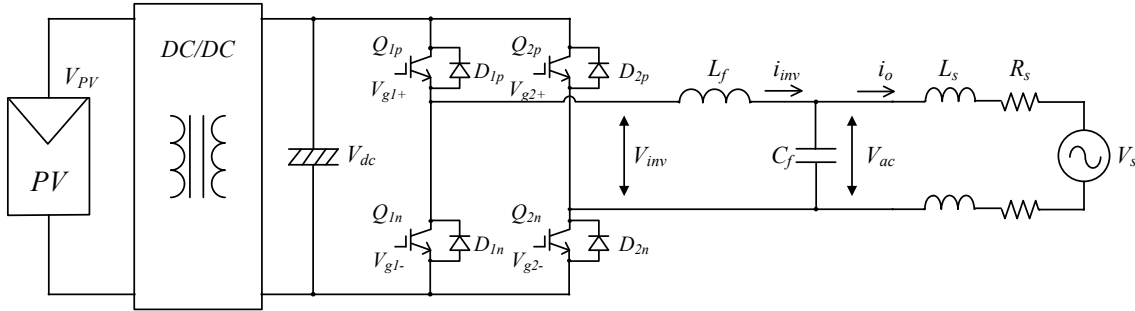 DC/DC
V_PV
PV
V_dc
Q_1p
D_1p
V_g1+
Q_2p
D_2p
V_g2+
Q_1n
D_1n
V_g1-
Q_2n
D_2n
V_g2-
L_f
i_inv
i_o
L_s
R_s
V_inv
C_f
V_ac
V_s